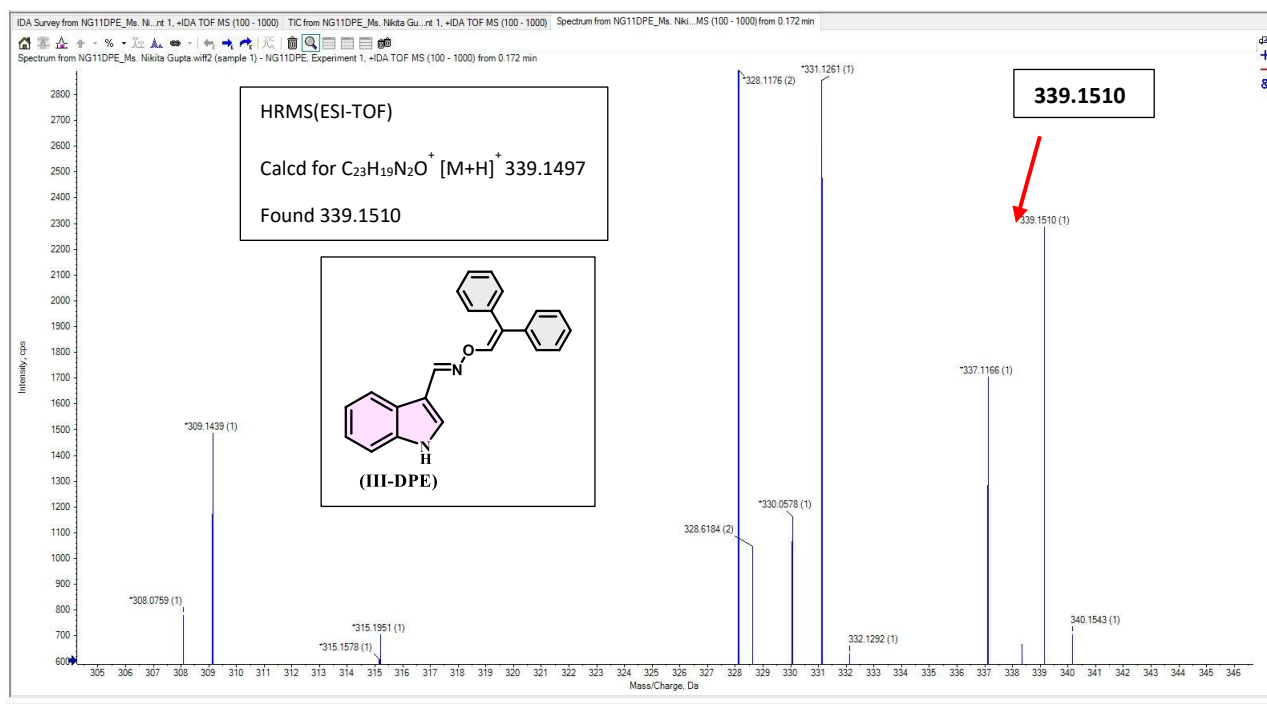 IDA Survey from NG11DPE_Ms. Ni...nt 1, +IDA TOF MS (100 - 1000) TIC from NG11DPE_Ms. Nikita Gu...nt 1, +IDA TOF MS (100 - 1000) Spectrum from NG11DPE_Ms. Niki...MS (100 - 1000) from 0.172 min
Spectrum from NG11DPE_Ms. Nikita Gupta.wiff2 (sample 1) - NG11DPE, Experiment 1, +IDA TOF MS (100 - 1000) from 0.172 min
HRMS(ESI-TOF)
Calcd for C₂₃H₁₉N₂O⁺ [M+H]⁺ 339.1497
Found 339.1510
339.1510
O
N
N
H
(III-DPE)
*328.1176 (2)
*331.1261 (1)
339.1510 (1)
*337.1166 (1)
*309.1439 (1)
*330.0578 (1)
328.6184 (2)
*308.0759 (1)
*315.1951 (1)
*315.1578 (1)
332.1292 (1)
340.1543 (1)
Intensity, cps
2800
2700
2600
2500
2400
2300
2200
2100
2000
1900
1800
1700
1600
1500
1400
1300
1200
1100
1000
900
800
700
600
305 306 307 308 309 310 311 312 313 314 315 316 317 318 319 320 321 322 323 324 325 326 327 328 329 330 331 332 333 334 335 336 337 338 339 340 341 342 343 344 345 346
Mass/Charge, Da